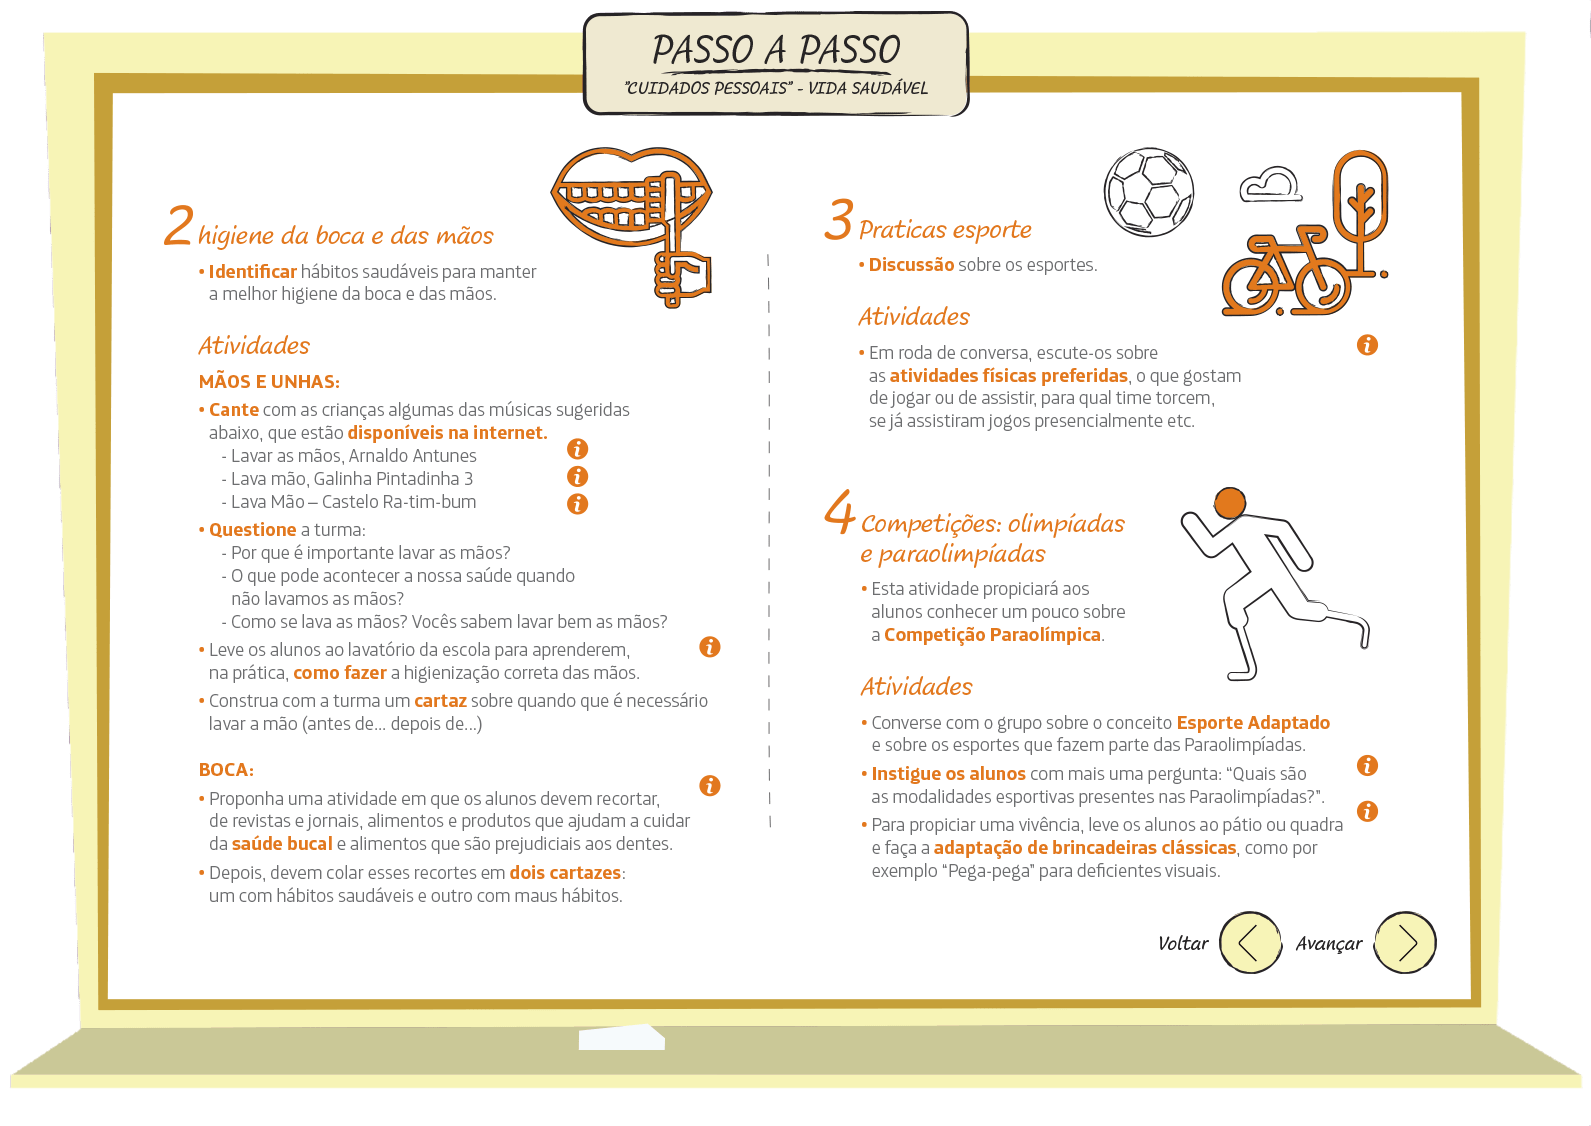 PASSO A PASSO
"CUIDADOS PESSOAIS" - VIDA SAUDÁVEL
2 higiene da boca e das mãos
• Identificar hábitos saudáveis para manter
a melhor higiene da boca e das mãos.
Atividades
MÃOS E UNHAS:
• Cante com as crianças algumas das músicas sugeridas
abaixo, que estão disponíveis na internet.
- Lavar as mãos, Arnaldo Antunes
- Lava mão, Galinha Pintadinha 3
- Lava Mão – Castelo Ra-tim-bum
• Questione a turma:
- Por que é importante lavar as mãos?
- O que pode acontecer a nossa saúde quando
não lavamos as mãos?
- Como se lava as mãos? Vocês sabem lavar bem as mãos?
• Leve os alunos ao lavatório da escola para aprenderem,
na prática, como fazer a higienização correta das mãos.
• Construa com a turma um cartaz sobre quando que é necessário
lavar a mão (antes de... depois de...)
BOCA:
• Proponha uma atividade em que os alunos devem recortar,
de revistas e jornais, alimentos e produtos que ajudam a cuidar
da saúde bucal e alimentos que são prejudiciais aos dentes.
• Depois, devem colar esses recortes em dois cartazes:
um com hábitos saudáveis e outro com maus hábitos.
3 Praticas esporte
• Discussão sobre os esportes.
Atividades
• Em roda de conversa, escute-os sobre
as atividades físicas preferidas, o que gostam
de jogar ou de assistir, para qual time torcem,
se já assistiram jogos presencialmente etc.
4 Competições: olimpíadas
e paraolimpíadas
• Esta atividade propiciará aos
alunos conhecer um pouco sobre
a Competição Paraolímpica.
Atividades
• Converse com o grupo sobre o conceito Esporte Adaptado
e sobre os esportes que fazem parte das Paraolimpíadas.
• Instigue os alunos com mais uma pergunta: “Quais são
as modalidades esportivas presentes nas Paraolimpíadas?”.
• Para propiciar uma vivência, leve os alunos ao pátio ou quadra
e faça a adaptação de brincadeiras clássicas, como por
exemplo “Pega-pega” para deficientes visuais.
Voltar
Avançar
i
i
i
i
i
i
i
i